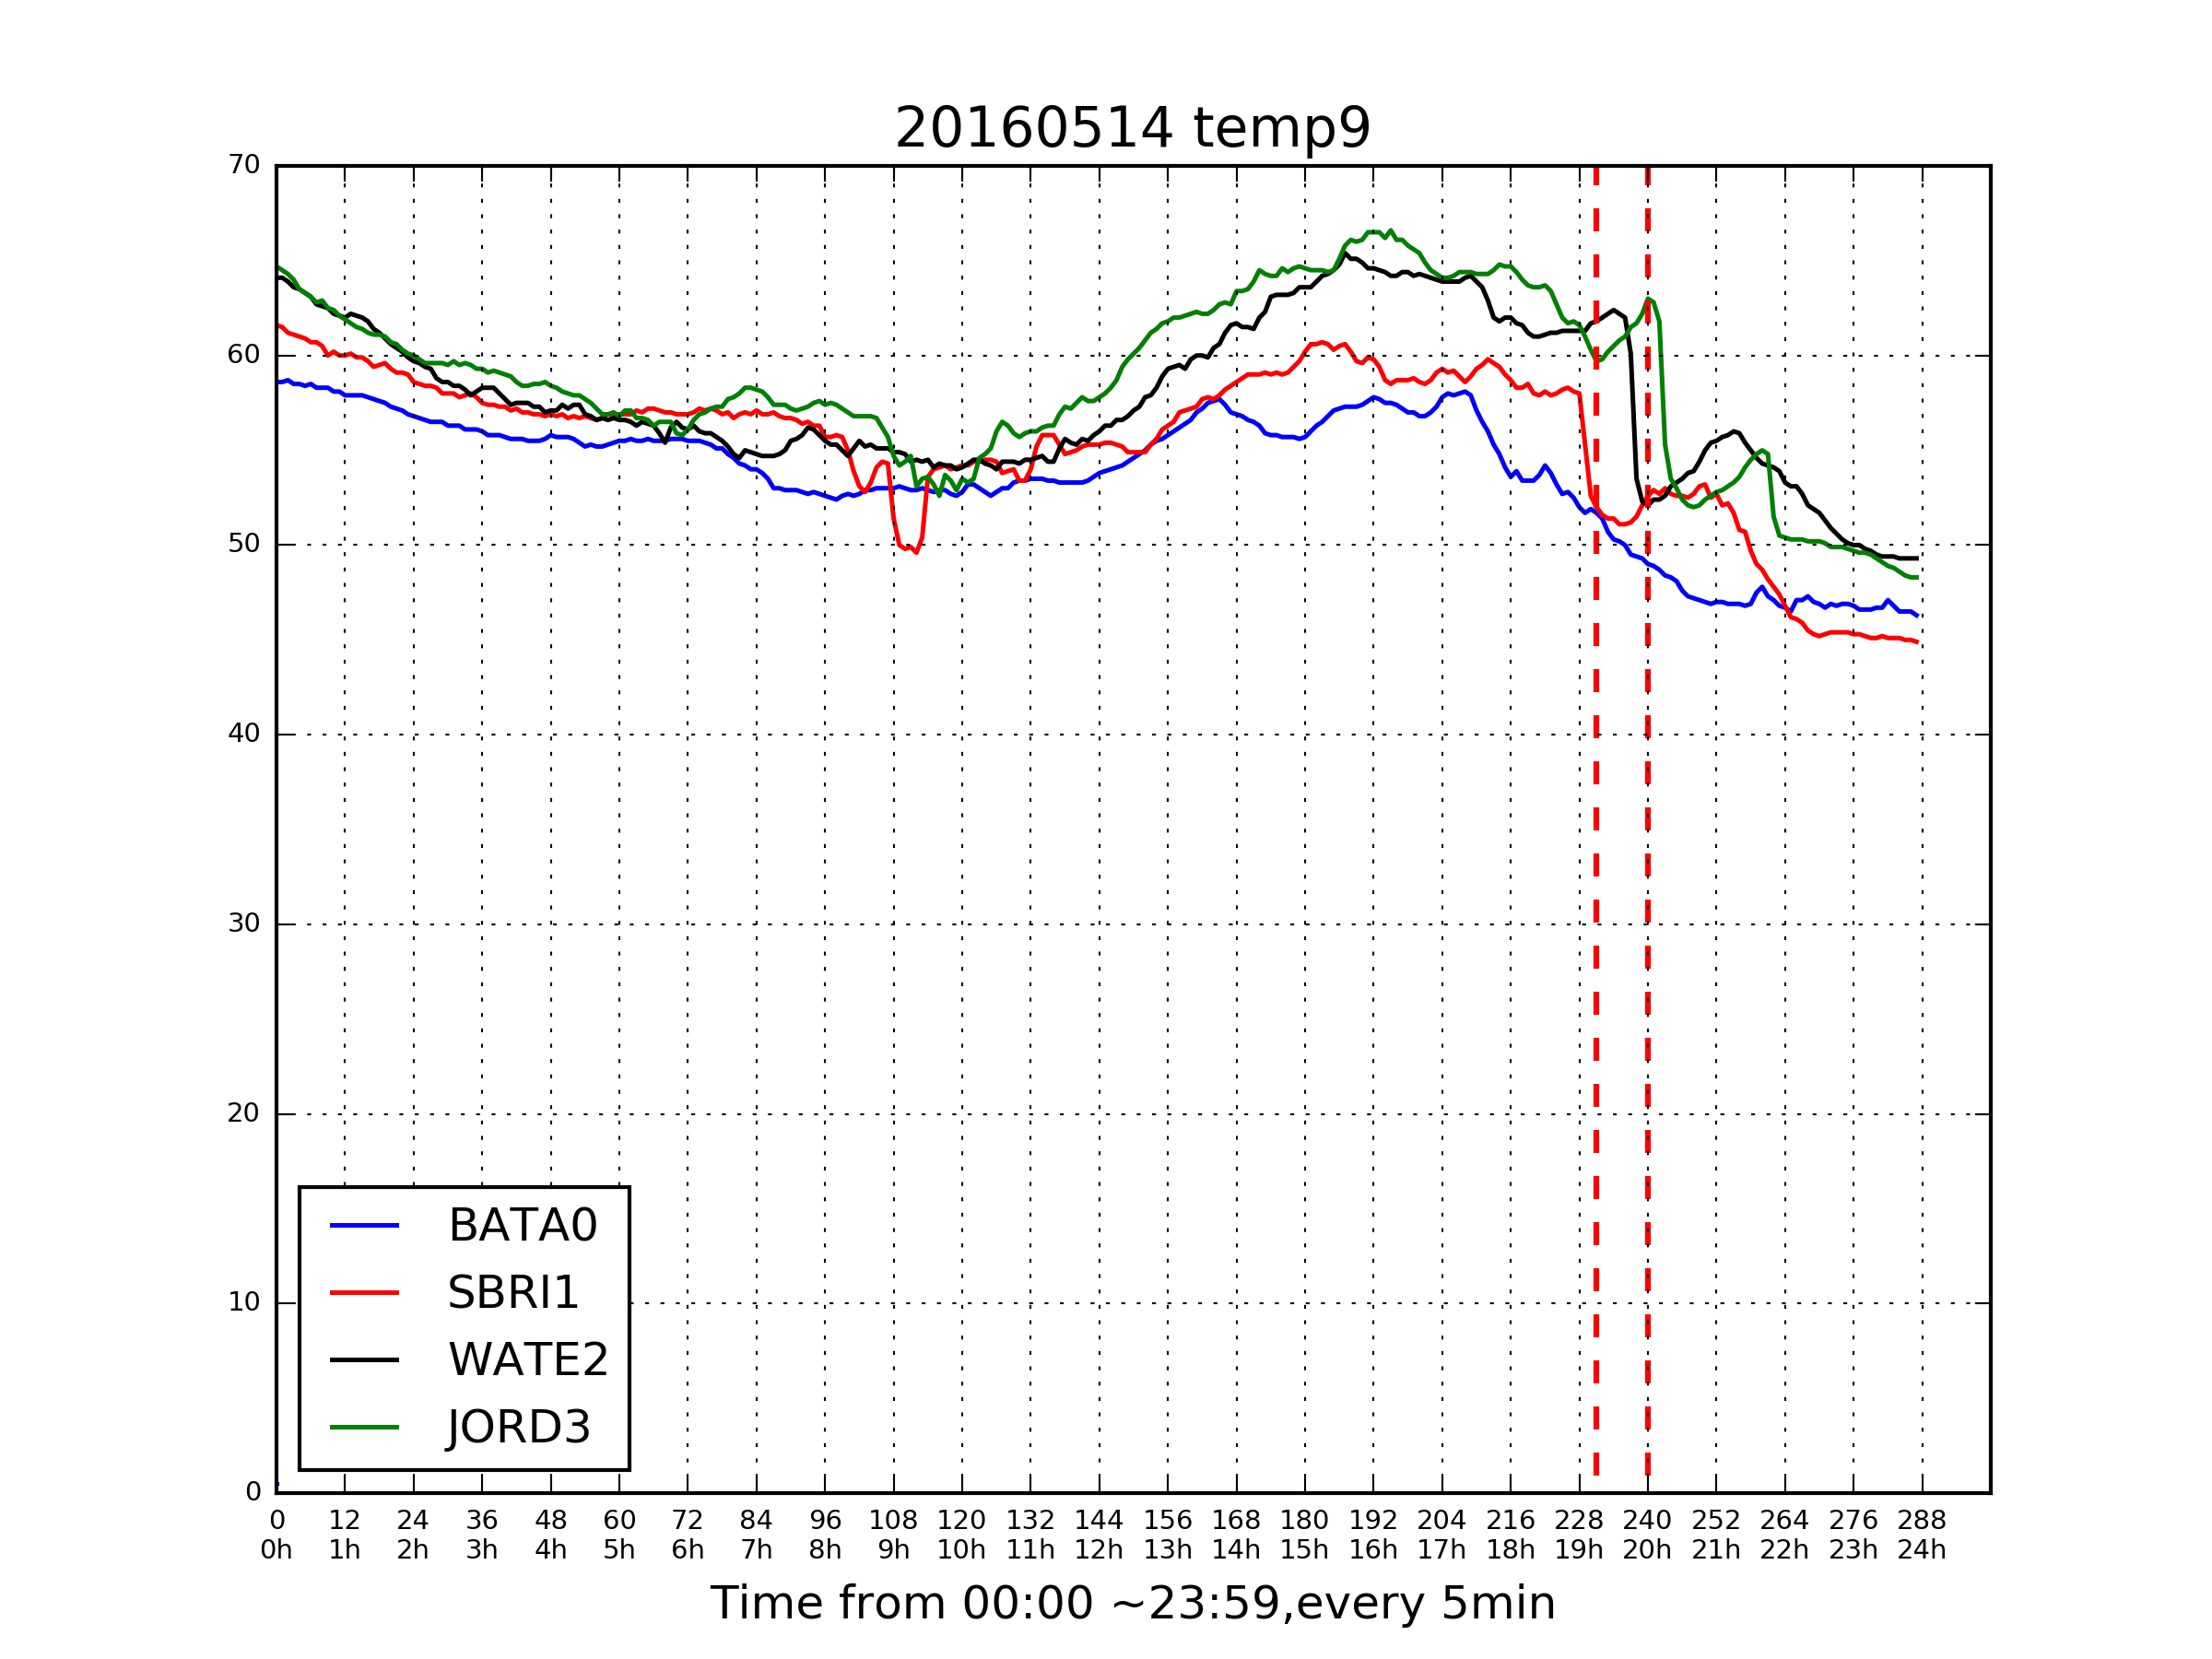 20160514 temp9
70
60
50
40
30
20
10
0
BATA0
SBRI1
WATE2
JORD3
0 12 24 36 48 60 72 84 96 108 120 132 144 156 168 180 192 204 216 228 240 252 264 276 288
0h 1h 2h 3h 4h 5h 6h 7h 8h 9h 10h 11h 12h 13h 14h 15h 16h 17h 18h 19h 20h 21h 22h 23h 24h
Time from 00:00 ~23:59,every 5min